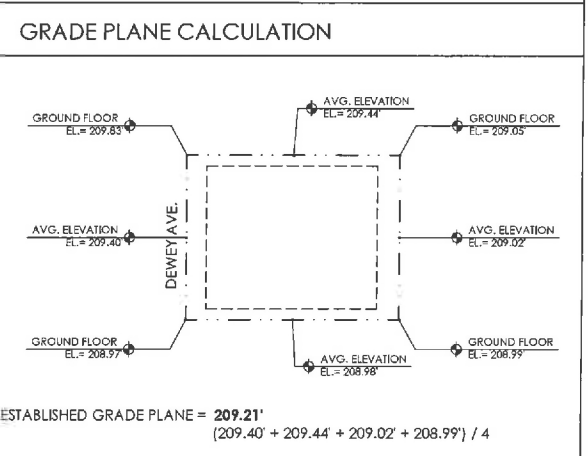 GRADE PLANE CALCULATION
AVG. ELEVATION
EL.= 209.44'
GROUND FLOOR
EL.= 209.83'
GROUND FLOOR
EL.= 209.05'
AVG. ELEVATION
EL.= 209.40'
DEWEY AVE.
AVG. ELEVATION
EL.= 209.02'
GROUND FLOOR
EL.= 208.97'
GROUND FLOOR
EL.= 208.99'
AVG. ELEVATION
EL.= 208.98'
ESTABLISHED GRADE PLANE = 209.21'
(209.40' + 209.44' + 209.02' + 208.99') / 4